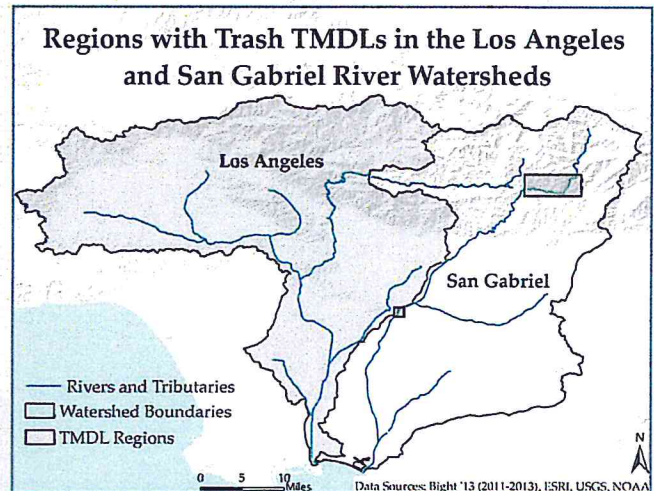 Regions with Trash TMDLs in the Los Angeles
and San Gabriel River Watersheds
Los Angeles
San Gabriel
Rivers and Tributaries
Watershed Boundaries
TMDL Regions
0 5 10
Miles
N
Data Sources: Bight '13 (2011-2013), ESRI, USGS, NOAA